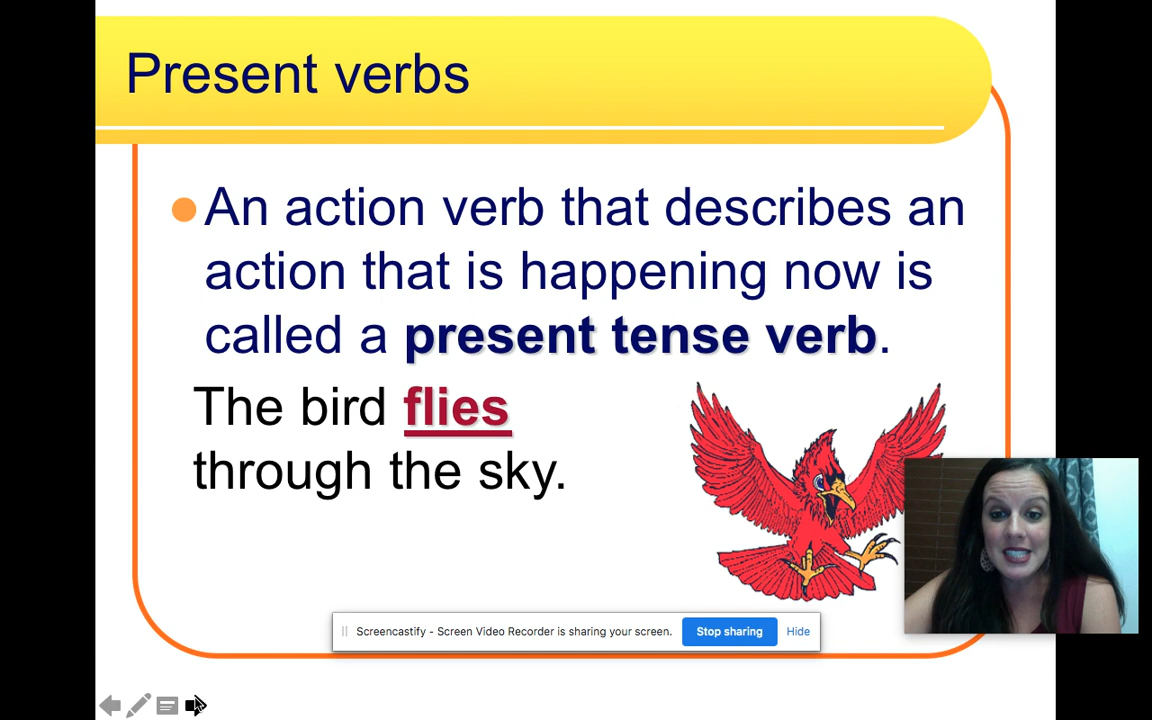 Present verbs
An action verb that describes an
action that is happening now is
called a present tense verb.
The bird flies
through the sky.
Screencastify - Screen Video Recorder is sharing your screen. Stop sharing Hide